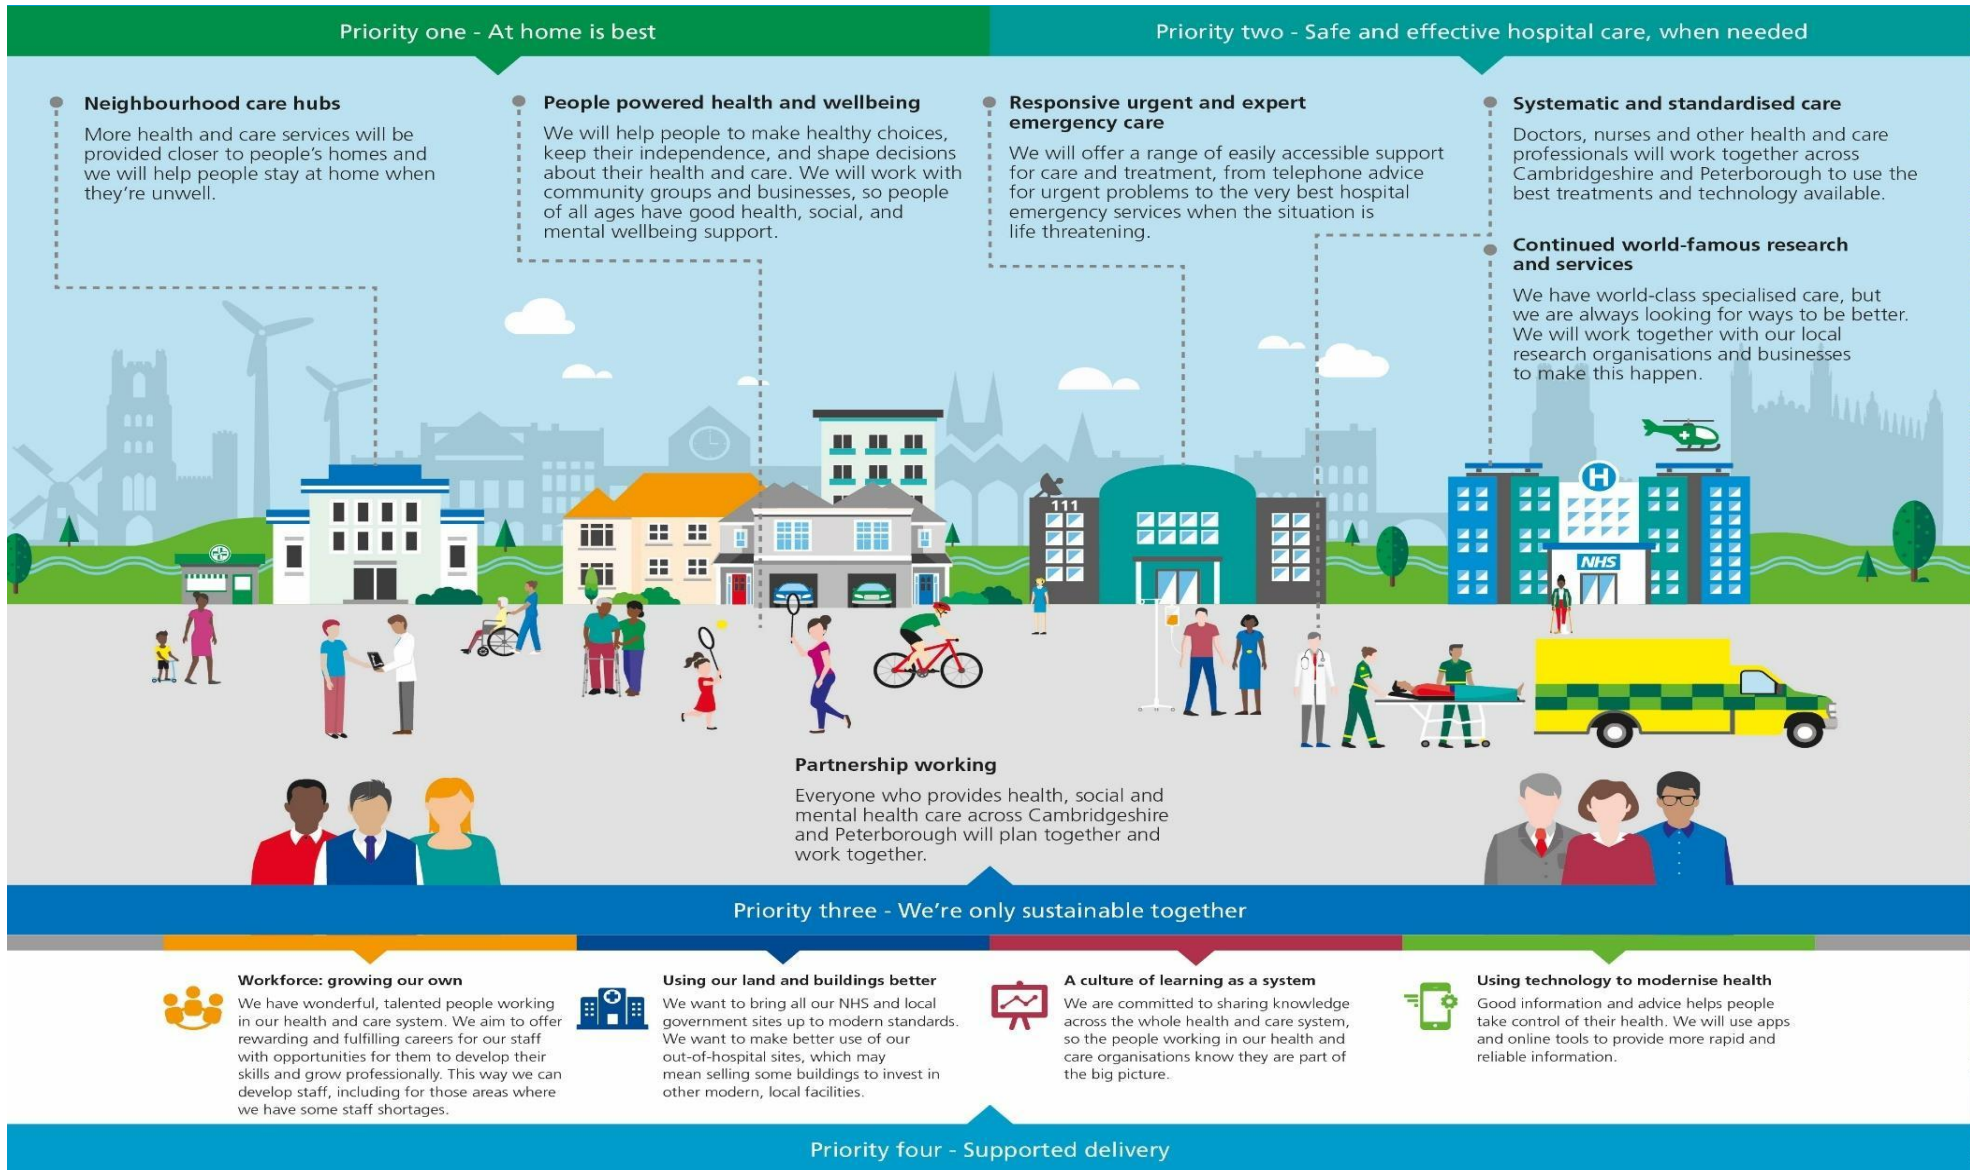 Priority one - At home is best
Priority two - Safe and effective hospital care, when needed
Neighbourhood care hubs
More health and care services will be
provided closer to people's homes and
we will help people stay at home when
they're unwell.
People powered health and wellbeing
We will help people to make healthy choices,
keep their independence, and shape decisions
about their health and care. We will work with
community groups and businesses, so people
of all ages have good health, social, and
mental wellbeing support.
Responsive urgent and expert
emergency care
We will offer a range of easily accessible support
for care and treatment, from telephone advice
for urgent problems to the very best hospital
emergency services when the situation is
life threatening.
Systematic and standardised care
Doctors, nurses and other health and care
professionals will work together across
Cambridgeshire and Peterborough to use the
best treatments and technology available.
Continued world-famous research
and services
We have world-class specialised care, but
we are always looking for ways to be better.
We will work together with our local
research organisations and businesses
to make this happen.
H
111
NHS
Partnership working
Everyone who provides health, social and
mental health care across Cambridgeshire
and Peterborough will plan together and
work together.
Priority three - We're only sustainable together
Workforce: growing our own
We have wonderful, talented people working
in our health and care system. We aim to offer
rewarding and fulfilling careers for our staff
with opportunities for them to develop their
skills and grow professionally. This way we can
develop staff, including for those areas where
we have some staff shortages.
Using our land and buildings better
We want to bring all our NHS and local
government sites up to modern standards.
We want to make better use of our
out-of-hospital sites, which may
mean selling some buildings to invest in
other modern, local facilities.
A culture of learning as a system
We are committed to sharing knowledge
across the whole health and care system,
so the people working in our health and
care organisations know they are part of
the big picture.
Using technology to modernise health
Good information and advice helps people
take control of their health. We will use apps
and online tools to provide more rapid and
reliable information.
Priority four - Supported delivery